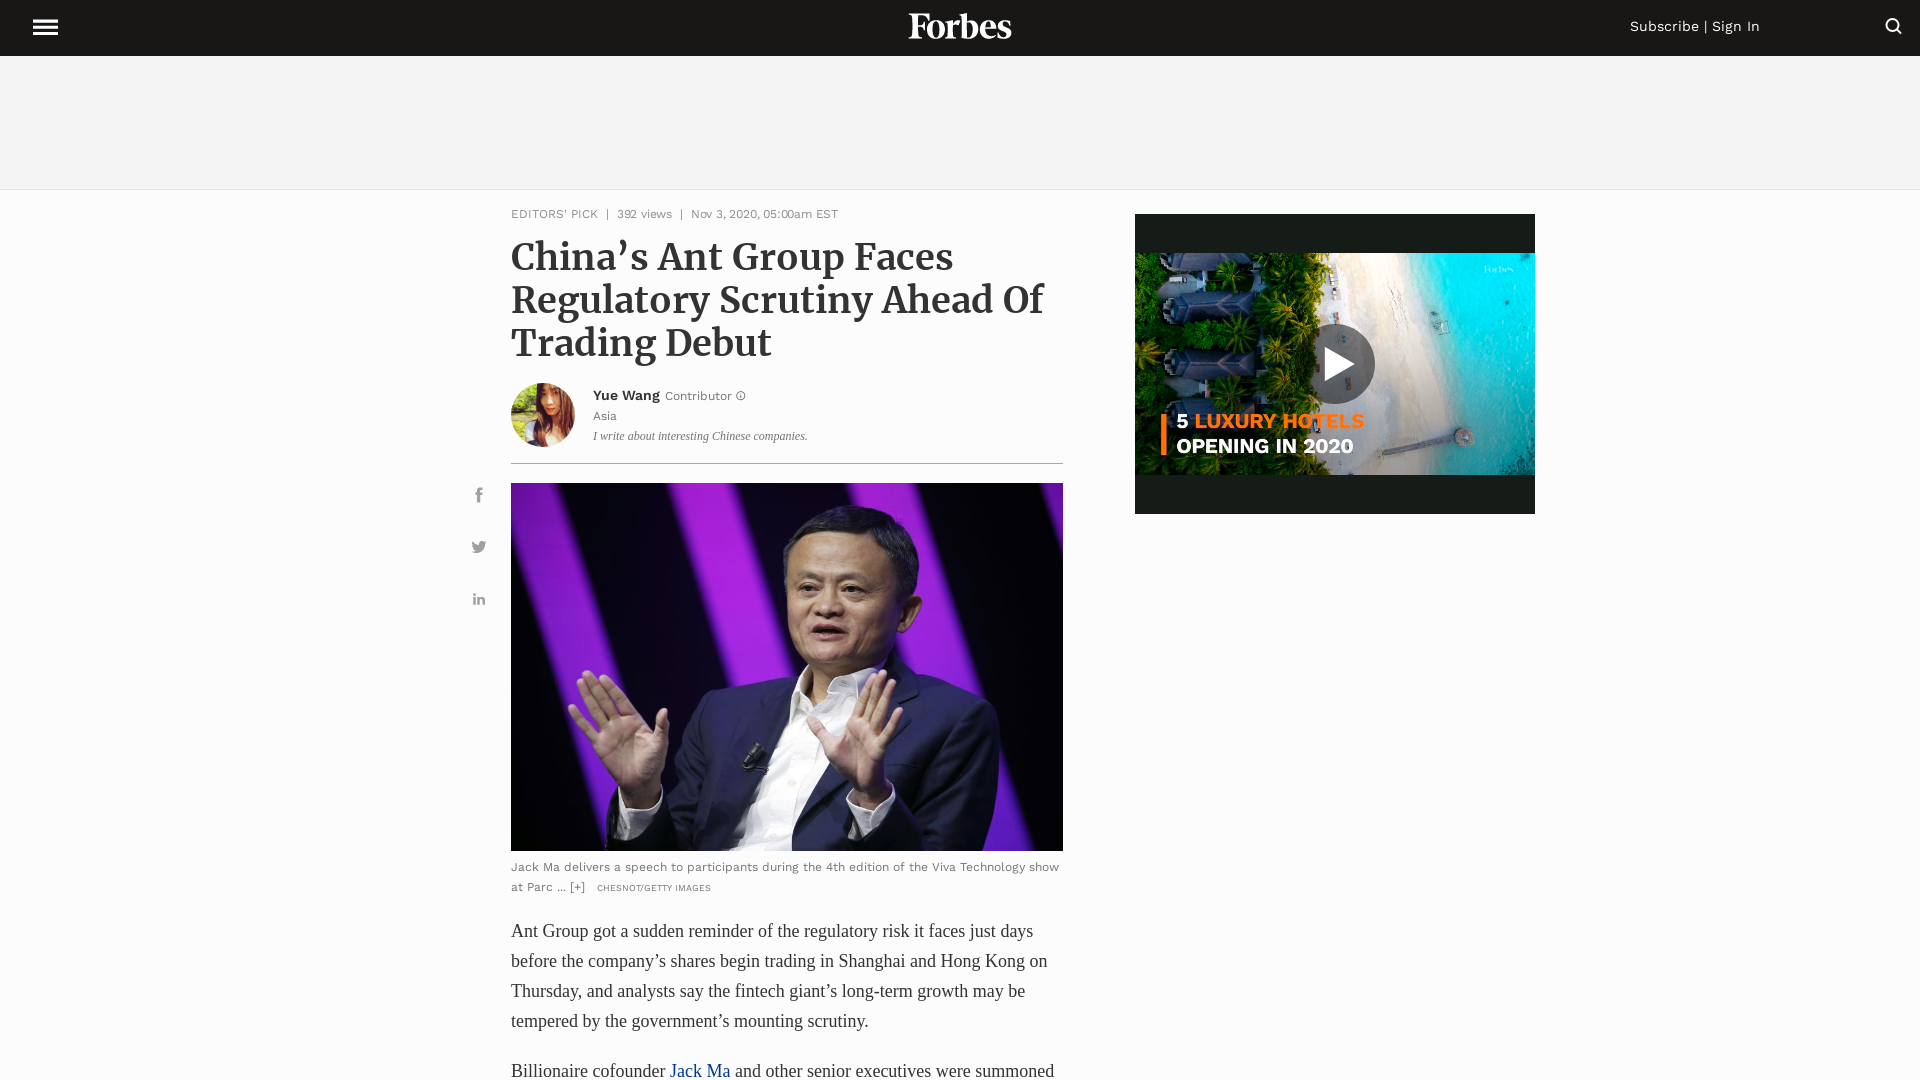 Forbes
Subscribe | Sign In
EDITORS' PICK | 392 views | Nov 3, 2020, 05:00am EST
China’s Ant Group Faces
Regulatory Scrutiny Ahead Of
Trading Debut
Yue Wang Contributor
Asia
I write about interesting Chinese companies.
Forbes
5 LUXURY HOTELS
OPENING IN 2020
Jack Ma delivers a speech to participants during the 4th edition of the Viva Technology show
at Parc ... [+] CHESNOT/GETTY IMAGES
Ant Group got a sudden reminder of the regulatory risk it faces just days
before the company’s shares begin trading in Shanghai and Hong Kong on
Thursday, and analysts say the fintech giant’s long-term growth may be
tempered by the government’s mounting scrutiny.
Billionaire cofounder Jack Ma and other senior executives were summoned